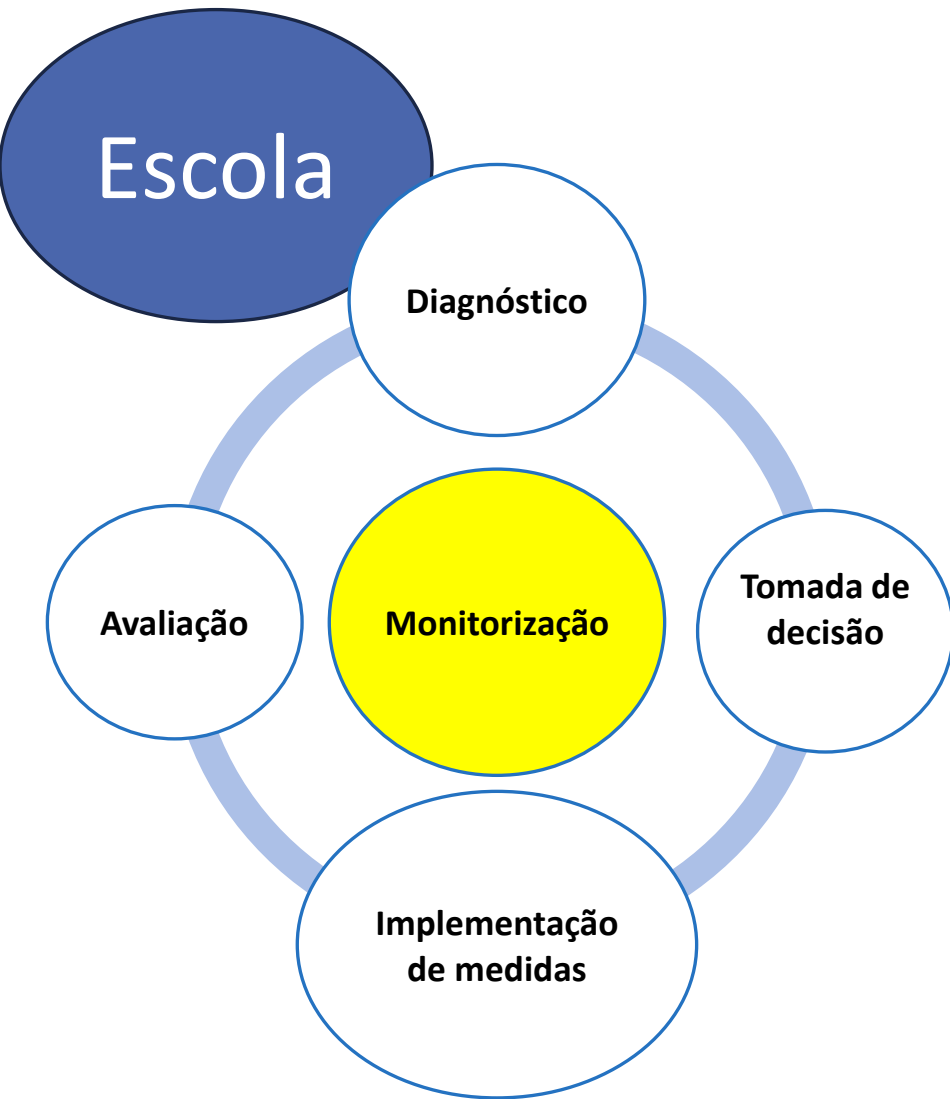 Escola
Diagnóstico
Avaliação
Monitorização
Tomada de
decisão
Implementação
de medidas